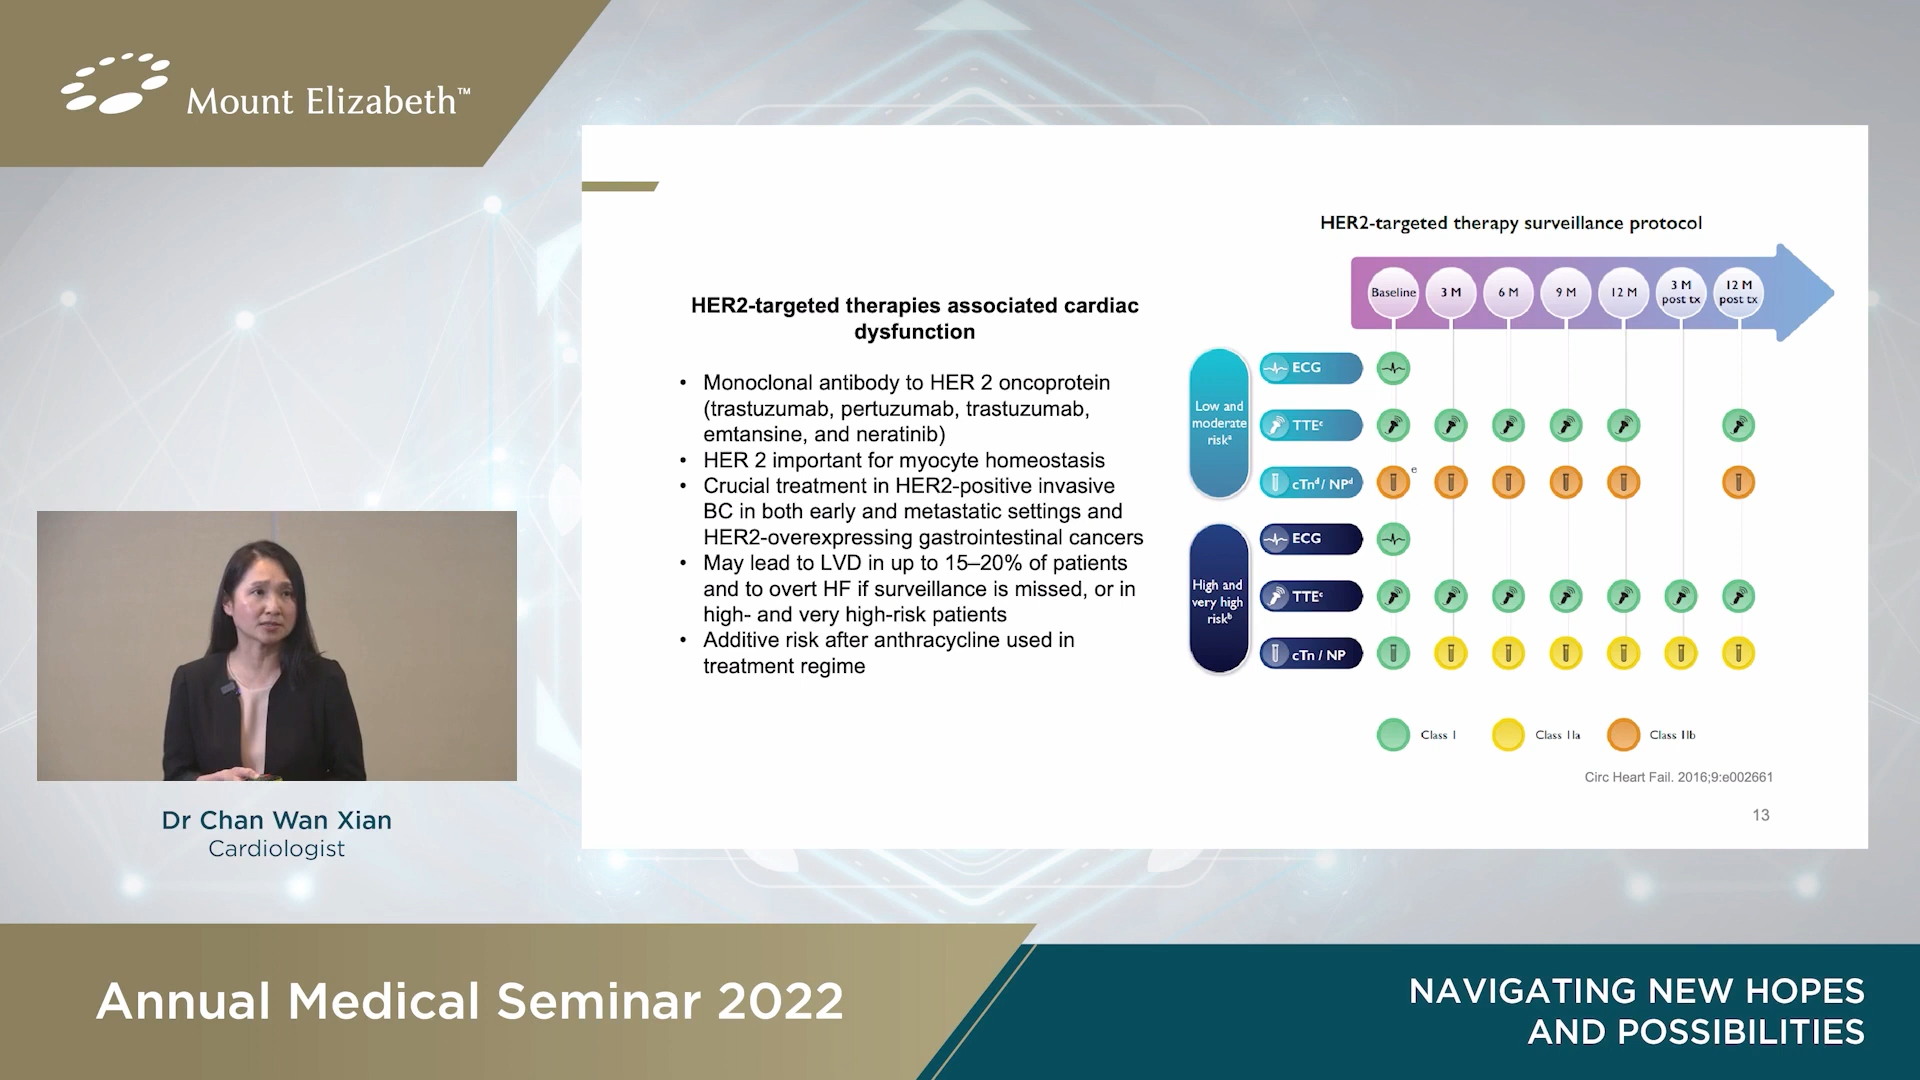 Mount Elizabeth™
HER2-targeted therapy surveillance protocol
Baseline
3 M
6 M
9 M
12 M
3 M
post tx
12 M
post tx
HER2-targeted therapies associated cardiac
dysfunction
• Monoclonal antibody to HER 2 oncoprotein
(trastuzumab, pertuzumab, trastuzumab,
emtansine, and neratinib)
• HER 2 important for myocyte homeostasis
• Crucial treatment in HER2-positive invasive
BC in both early and metastatic settings and
HER2-overexpressing gastrointestinal cancers
• May lead to LVD in up to 15–20% of patients
and to overt HF if surveillance is missed, or in
high- and very high-risk patients
• Additive risk after anthracycline used in
treatment regime
Low and
moderate
riskᵃ
ECG
TTEᶜ
cTnᵈ/ NPᵈ
e
High and
very high
riskᵇ
ECG
TTEᶜ
cTn / NP
Class I
Class IIa
Class IIb
Circ Heart Fail. 2016;9:e002661
13
Dr Chan Wan Xian
Cardiologist
Annual Medical Seminar 2022
NAVIGATING NEW HOPES
AND POSSIBILITIES